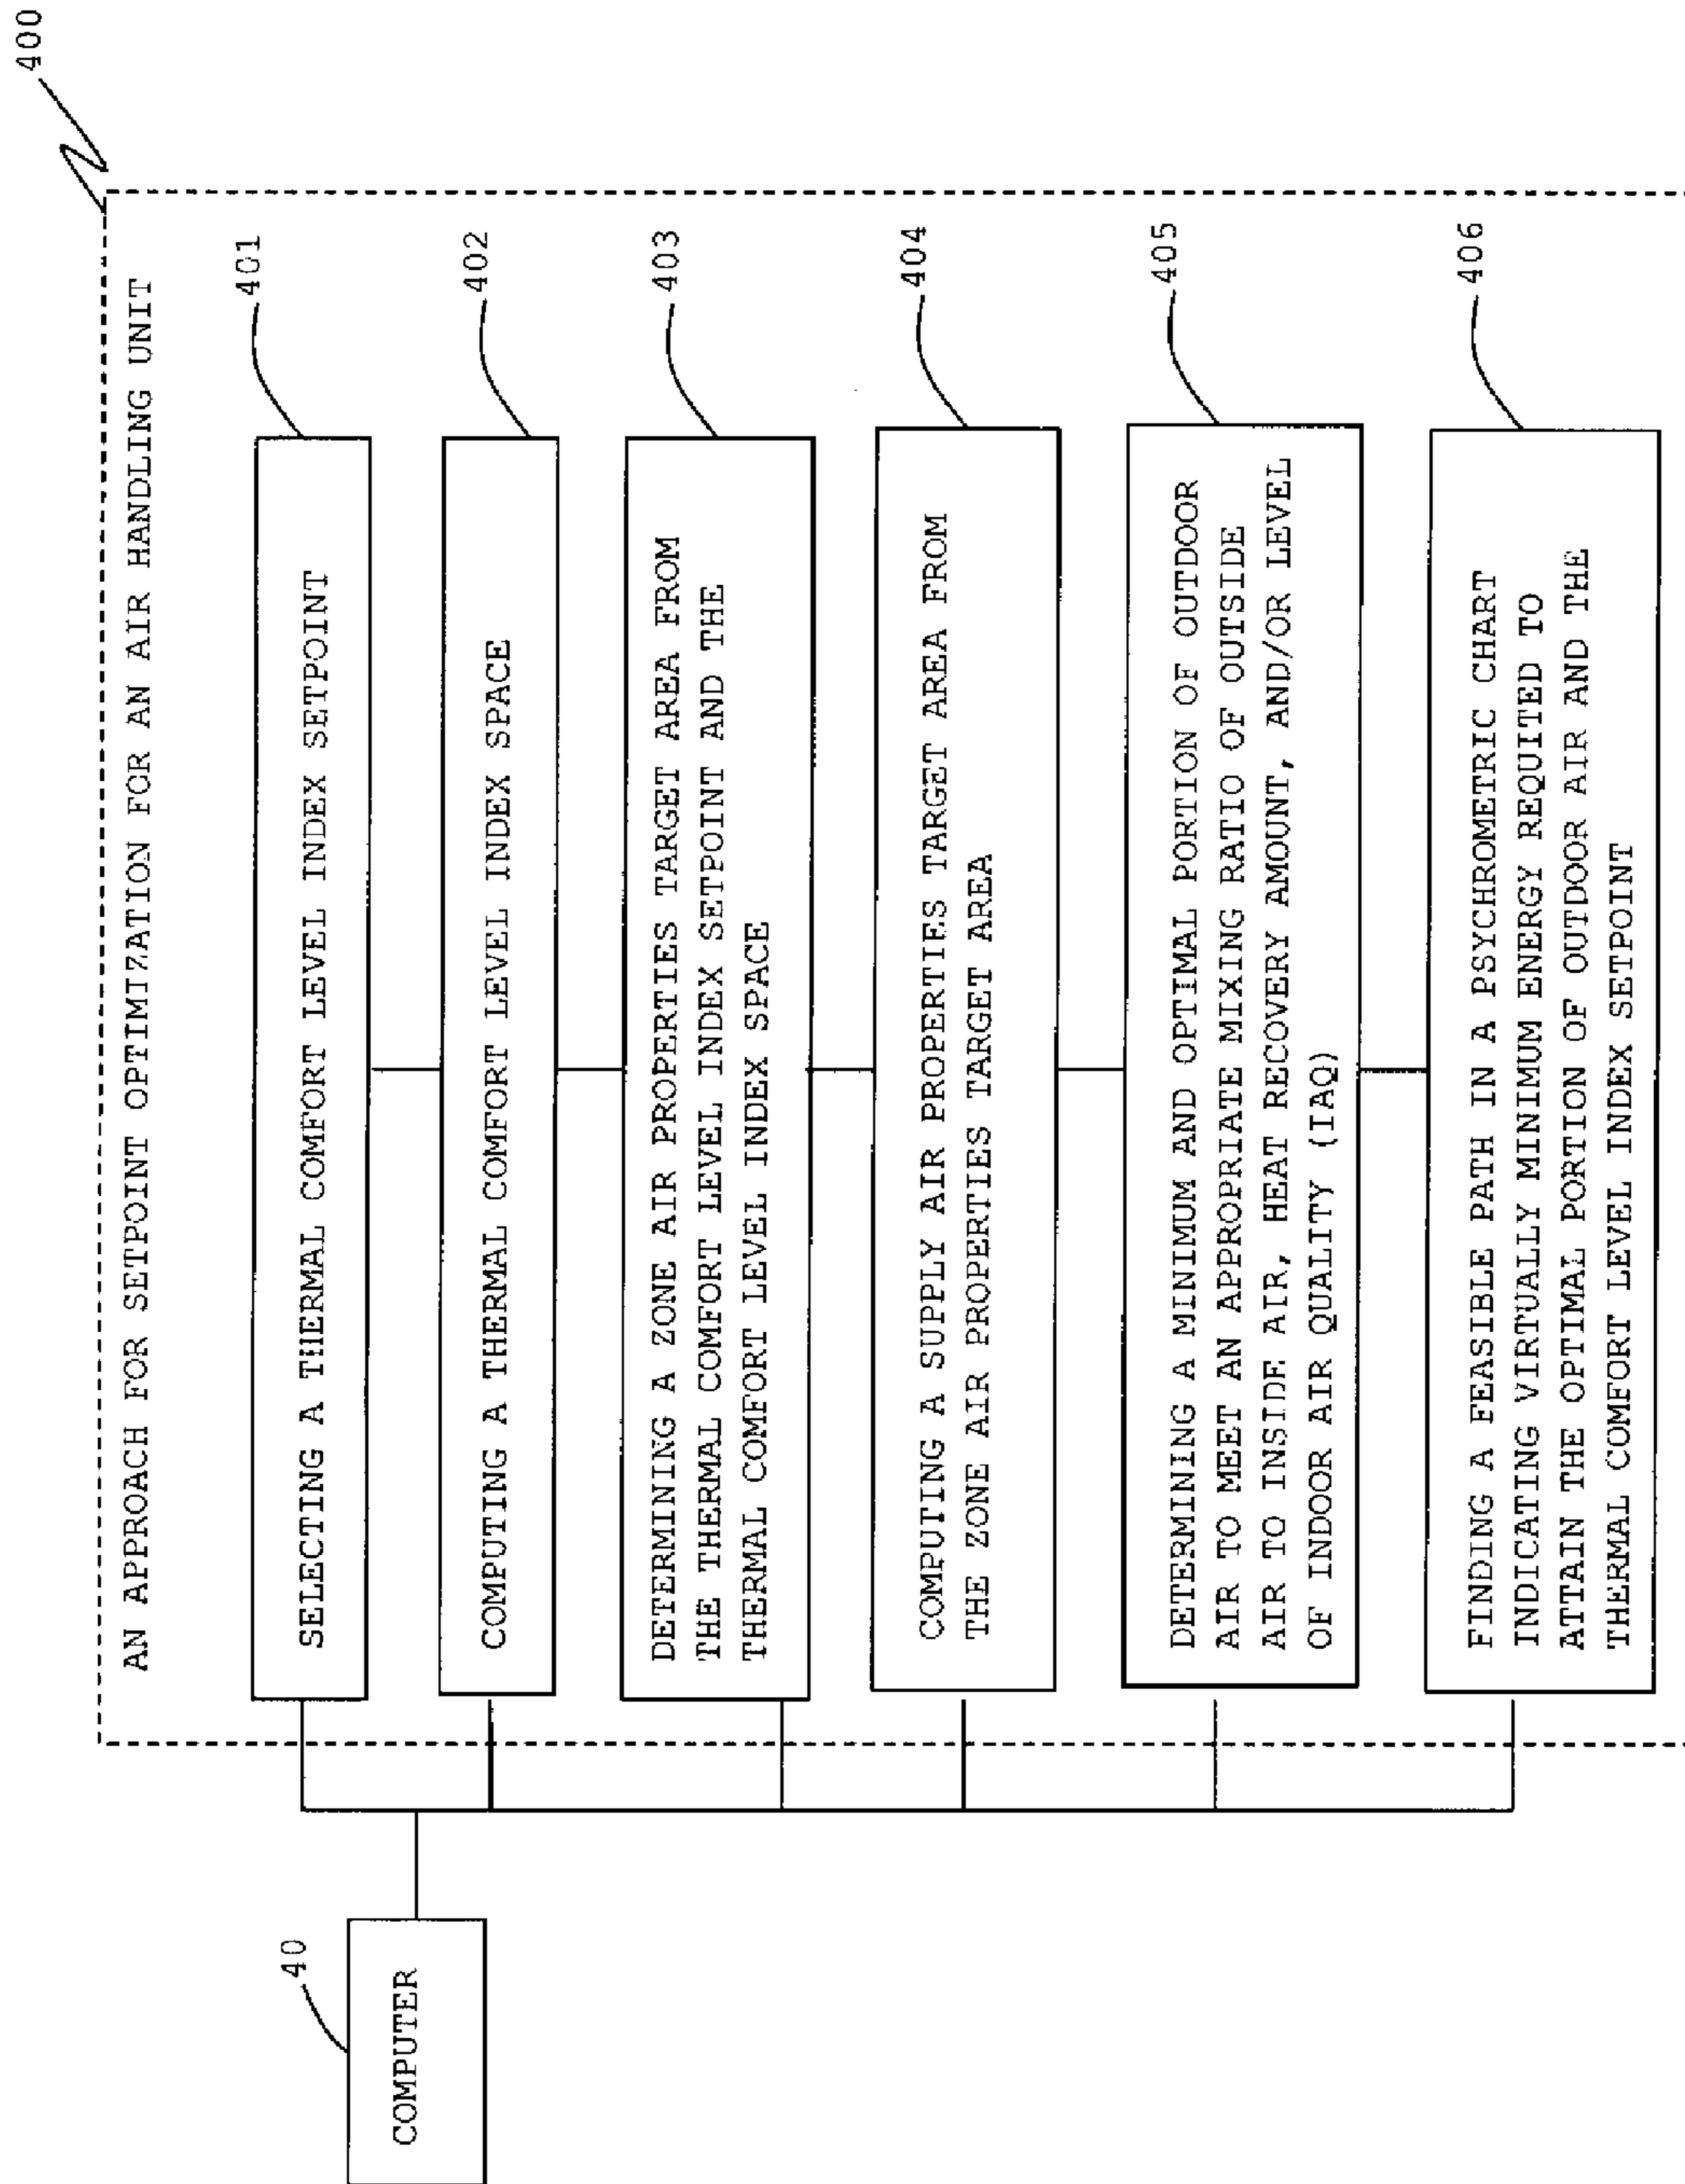 400
AN APPROACH FOR SETPOINT OPTIMIZATION FOR AN AIR HANDLING UNIT
401
SELECTING A THERMAL COMFORT LEVEL INDEX SETPOINT
402
COMPUTING A THERMAL COMFORT LEVEL INDEX SPACE
403
DETERMINING A ZONE AIR PROPERTIES TARGET AREA FROM
THE THERMAL COMFORT LEVEL INDEX SETPOINT AND THE
THERMAL COMFORT LEVEL INDEX SPACE
404
COMPUTING A SUPPLY AIR PROPERTIES TARGET AREA FROM
THE ZONE AIR PROPERTIES TARGET AREA
405
DETERMINING A MINIMUM AND OPTIMAL PORTION OF OUTDOOR
AIR TO MEET AN APPROPRIATE MIXING RATIO OF OUTSIDE
AIR TO INSIDE AIR, HEAT RECOVERY AMOUNT, AND/OR LEVEL
OF INDOOR AIR QUALITY (IAQ)
406
FINDING A FEASIBLE PATH IN A PSYCHROMETRIC CHART
INDICATING VIRTUALLY MINIMUM ENERGY REQUITED TO
ATTAIN THE OPTIMAL PORTION OF OUTDOOR AIR AND THE
THERMAL COMFORT LEVEL INDEX SETPOINT
40
COMPUTER